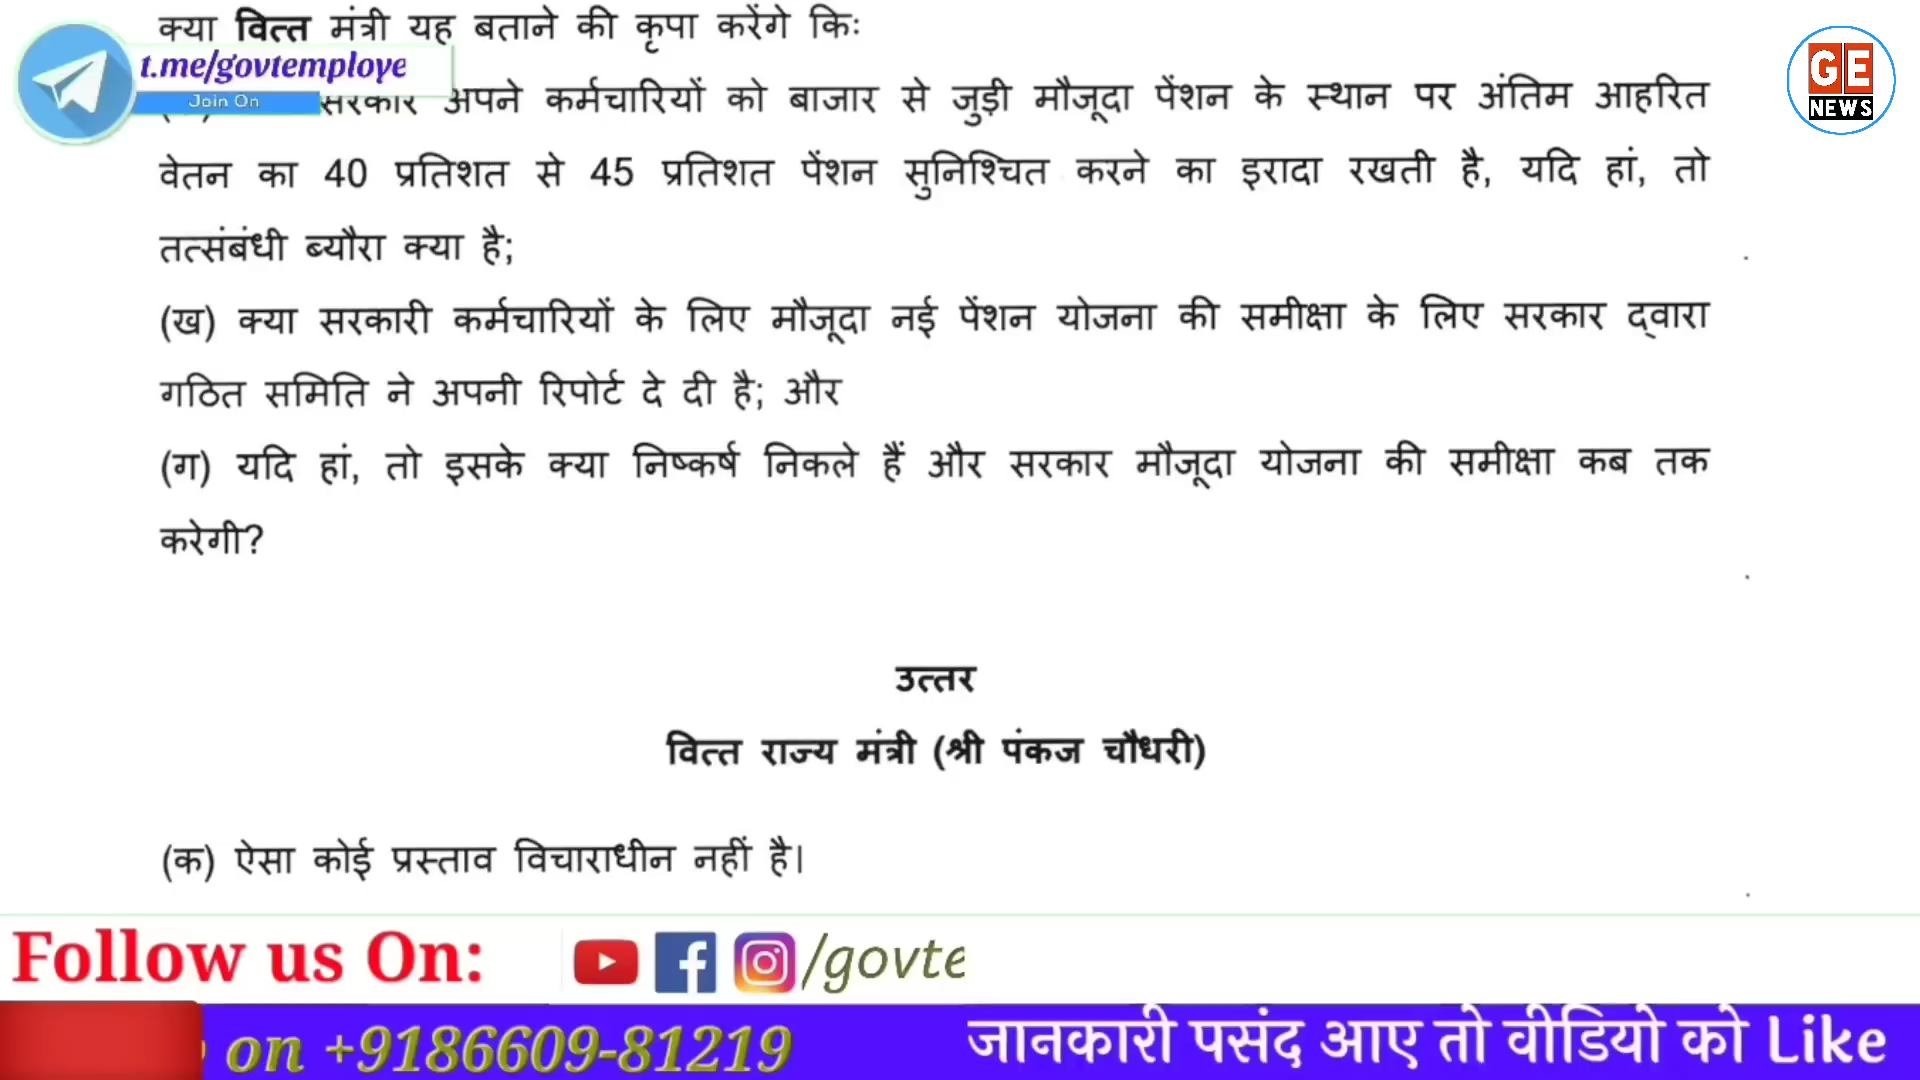 क्या वित्त मंत्री यह बताने की कृपा करेंगे किः
t.me/govtemploye
Join On
GE
NEWS
सरकार अपने कर्मचारियों को बाजार से जुड़ी मौजूदा पेंशन के स्थान पर अंतिम आहरित
वेतन का 40 प्रतिशत से 45 प्रतिशत पेंशन सुनिश्चित करने का इरादा रखती है, यदि हां, तो
तत्संबंधी ब्यौरा क्या है;
(ख) क्या सरकारी कर्मचारियों के लिए मौजूदा नई पेंशन योजना की समीक्षा के लिए सरकार द्वारा
गठित समिति ने अपनी रिपोर्ट दे दी है; और
(ग) यदि हां, तो इसके क्या निष्कर्ष निकले हैं और सरकार मौजूदा योजना की समीक्षा कब तक
करेगी?
उत्तर
वित्त राज्य मंत्री (श्री पंकज चौधरी)
(क) ऐसा कोई प्रस्ताव विचाराधीन नहीं है।
Follow us On:
/govte
on +9186609-81219
जानकारी पसंद आए तो वीडियो को Like